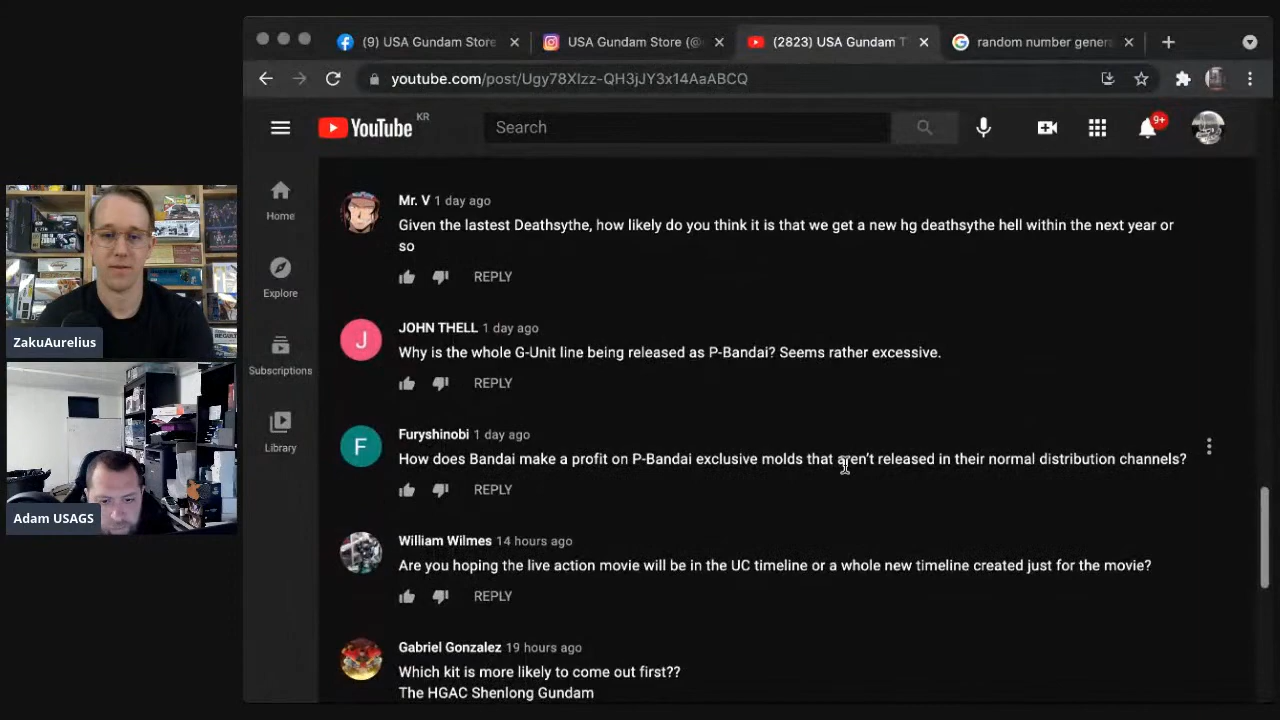 (9) USA Gundam Store
USA Gundam Store (@
(2823) USA Gundam T
random number gener
youtube.com/post/Ugy78XIzz-QH3jJY3x14AaABCQ
YouTube KR
Search
9+
Home
Explore
Subscriptions
Library
Mr. V 1 day ago
Given the lastest Deathsythe, how likely do you think it is that we get a new hg deathsythe hell within the next year or
so
REPLY
J
JOHN THELL 1 day ago
Why is the whole G-Unit line being released as P-Bandai? Seems rather excessive.
REPLY
F
Furyshinobi 1 day ago
How does Bandai make a profit on P-Bandai exclusive molds that aren't released in their normal distribution channels?
REPLY
William Wilmes 14 hours ago
Are you hoping the live action movie will be in the UC timeline or a whole new timeline created just for the movie?
REPLY
Gabriel Gonzalez 19 hours ago
Which kit is more likely to come out first??
The HGAC Shenlong Gundam
ZakuAurelius
Adam USAGS